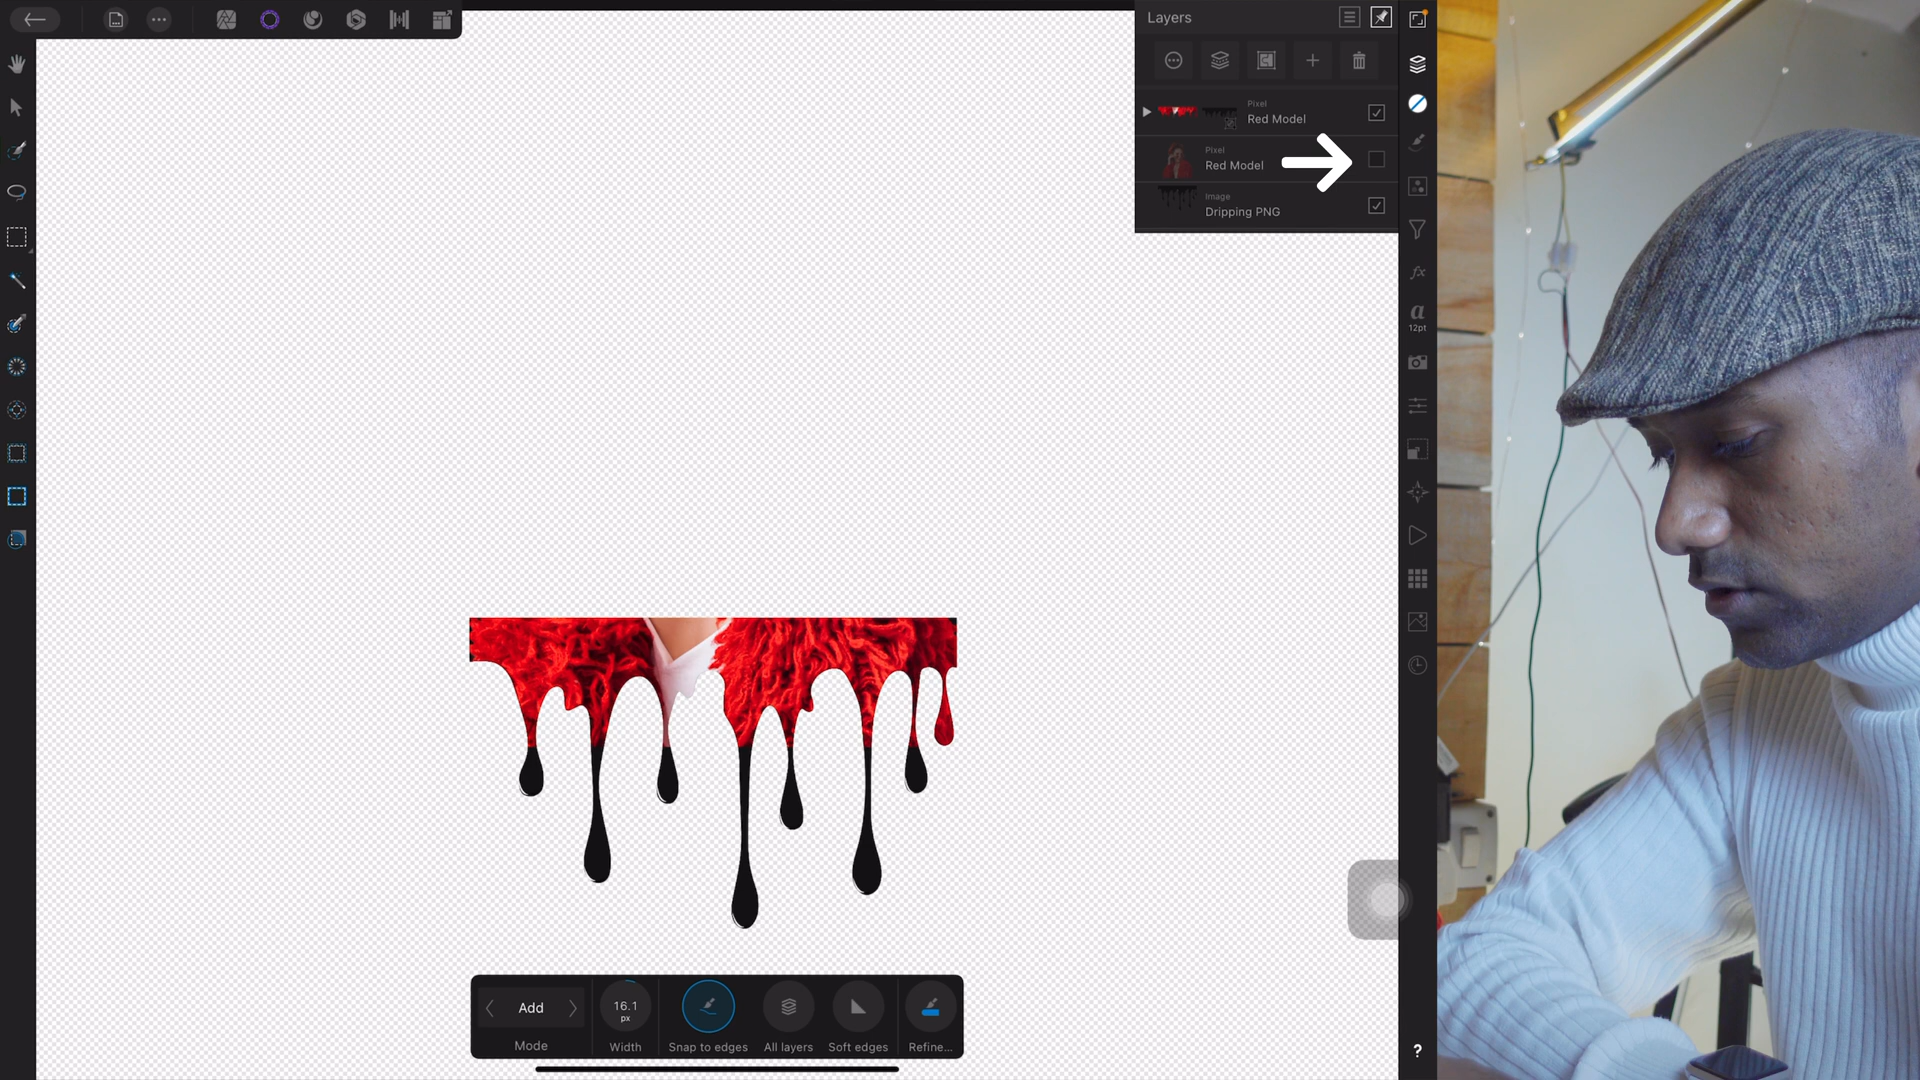 Layers
Pixel
Red Model
Pixel
Red Model
Image
Dripping PNG
a
12pt
fx
Add
Mode
16.1
px
Width
Snap to edges
All layers
Soft edges
Refine...
?